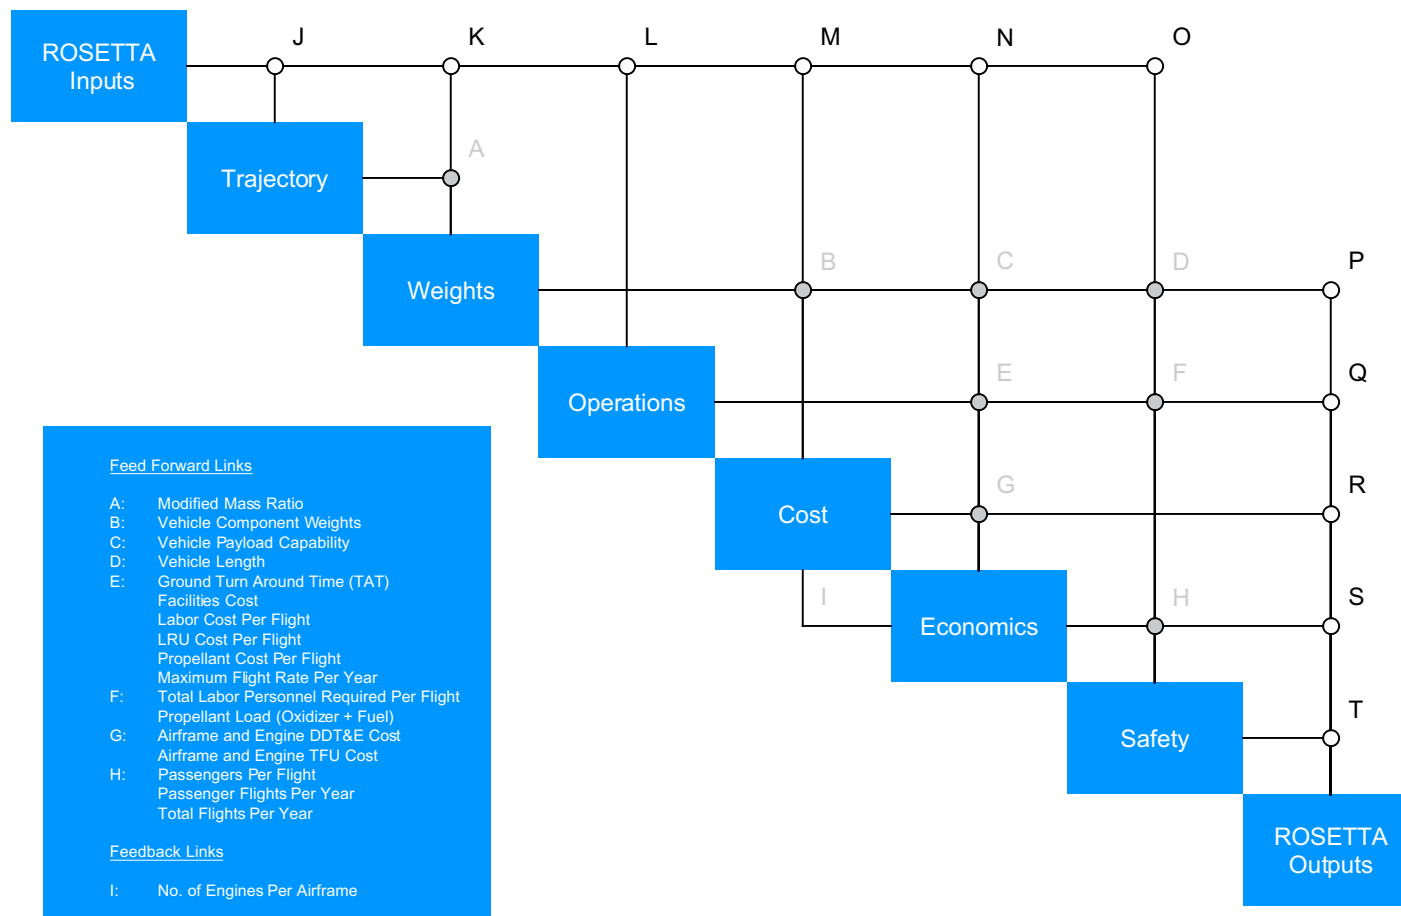 J K L M N O
ROSETTA
Inputs
A
Trajectory
B C D P
Weights
E F Q
Operations
G R
Cost
I H S
Economics
T
Safety
ROSETTA
Outputs
Feed Forward Links
A: Modified Mass Ratio
B: Vehicle Component Weights
C: Vehicle Payload Capability
D: Vehicle Length
E: Ground Turn Around Time (TAT)
Facilities Cost
Labor Cost Per Flight
LRU Cost Per Flight
Propellant Cost Per Flight
Maximum Flight Rate Per Year
F: Total Labor Personnel Required Per Flight
Propellant Load (Oxidizer + Fuel)
G: Airframe and Engine DDT&E Cost
Airframe and Engine TFU Cost
H: Passengers Per Flight
Passenger Flights Per Year
Total Flights Per Year
Feedback Links
I: No. of Engines Per Airframe